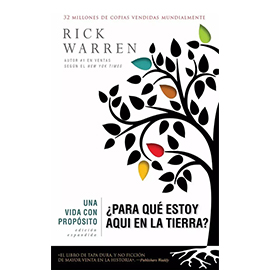 32 MILLONES DE COPIAS VENDIDAS MUNDIALMENTE
RICK
WARREN
AUTOR #1 EN VENTAS,
SEGÚN EL NEW YOR TIMES
UNA
VIDA CON
PROPÓSITO
edición
expandida
¿PARA QUÉ ESTOY
AQUI EN LA TIERRA?
«EL LIBRO DE TAPA DURA, Y NO FICCIÓN
DE MAYOR VENTA EN LA HISTORIA». —Publishers Weekly